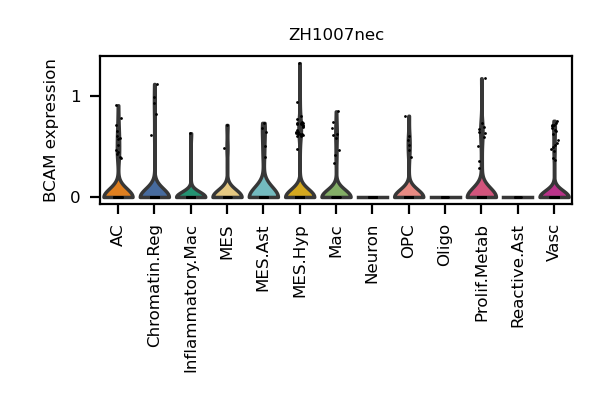 ZH1007nec
BCAM expression
1
0
AC
Chromatin.Reg
Inflammatory.Mac
MES
MES.Ast
MES.Hyp
Mac
Neuron
OPC
Oligo
Prolif.Metab
Reactive.Ast
Vasc